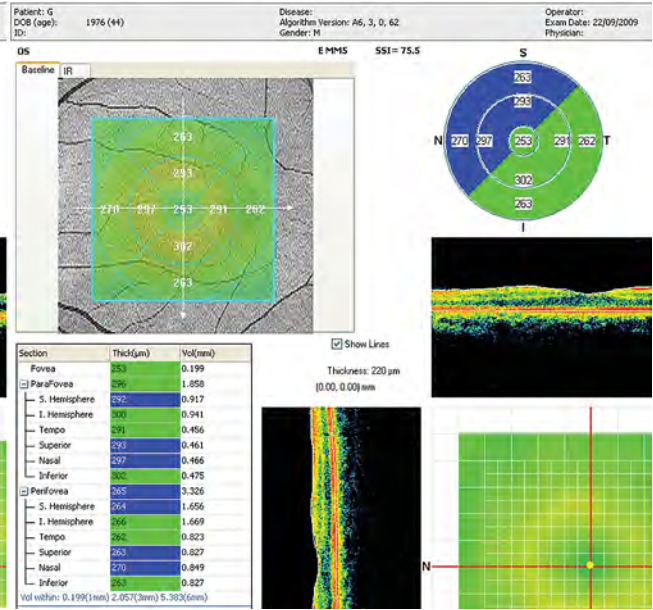 Patient: G Disease: Operator:
DOB (age): 1976 (44) Algorithm Version: A6, 3, 0, 62 Exam Date: 22/09/2009
ID: Gender: M Physician:
OS E MMS SSI = 75.5
Baseline IR
263
293
270 297 253 291 262
302
263
S
263
293
N 270 297 253 291 262 T
302
263
I
Show Lines
Thickness: 220 µm
(0.00, 0.00) mm
Section Thick(µm) Vol(mm)
Fovea 253 0.199
ParaFovea 296 1.858
S. Hemisphere 292 0.917
I. Hemisphere 300 0.941
Tempo 291 0.456
Superior 293 0.461
Nasal 297 0.466
Inferior 302 0.475
Perifovea 265 3.326
S. Hemisphere 264 1.656
I. Hemisphere 266 1.669
Tempo 262 0.823
Superior 263 0.827
Nasal 270 0.849
Inferior 263 0.827
Vol within: 0.199(1mm) 2.057(3mm) 5.383(6mm)
N